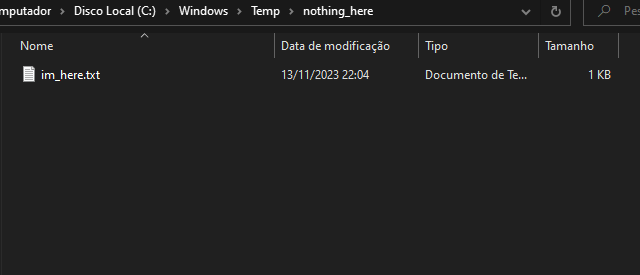 mputador > Disco Local (C:) > Windows > Temp > nothing_here
Nome Data de modificação Tipo Tamanho
im_here.txt 13/11/2023 22:04 Documento de Te... 1 KB